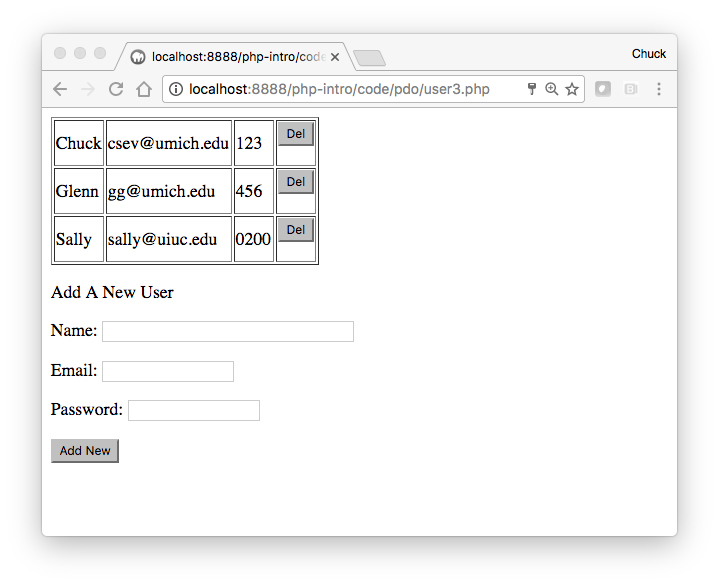 localhost:8888/php-intro/code
Chuck
localhost:8888/php-intro/code/pdo/user3.php
Chuck csev@umich.edu 123 Del
Glenn gg@umich.edu 456 Del
Sally sally@uiuc.edu 0200 Del
Add A New User
Name:
Email:
Password:
Add New